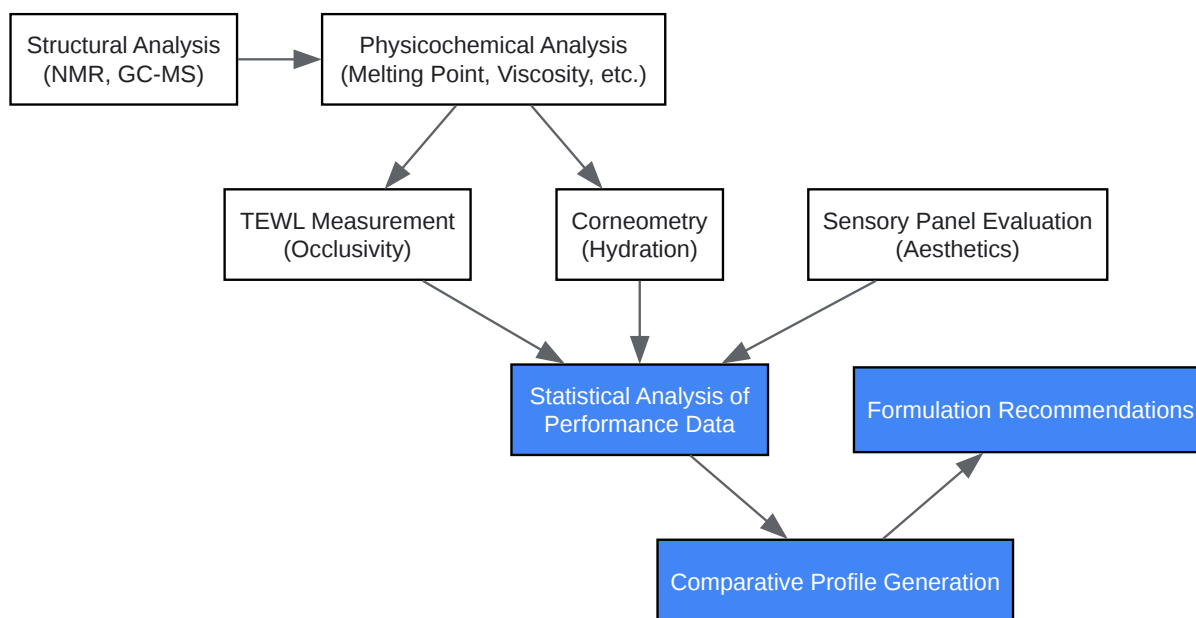 Structural Analysis
(NMR, GC-MS)
Physicochemical Analysis
(Melting Point, Viscosity, etc.)
TEWL Measurement
(Occlusivity)
Corneometry
(Hydration)
Sensory Panel Evaluation
(Aesthetics)
Statistical Analysis of
Performance Data
Formulation Recommendations
Comparative Profile Generation